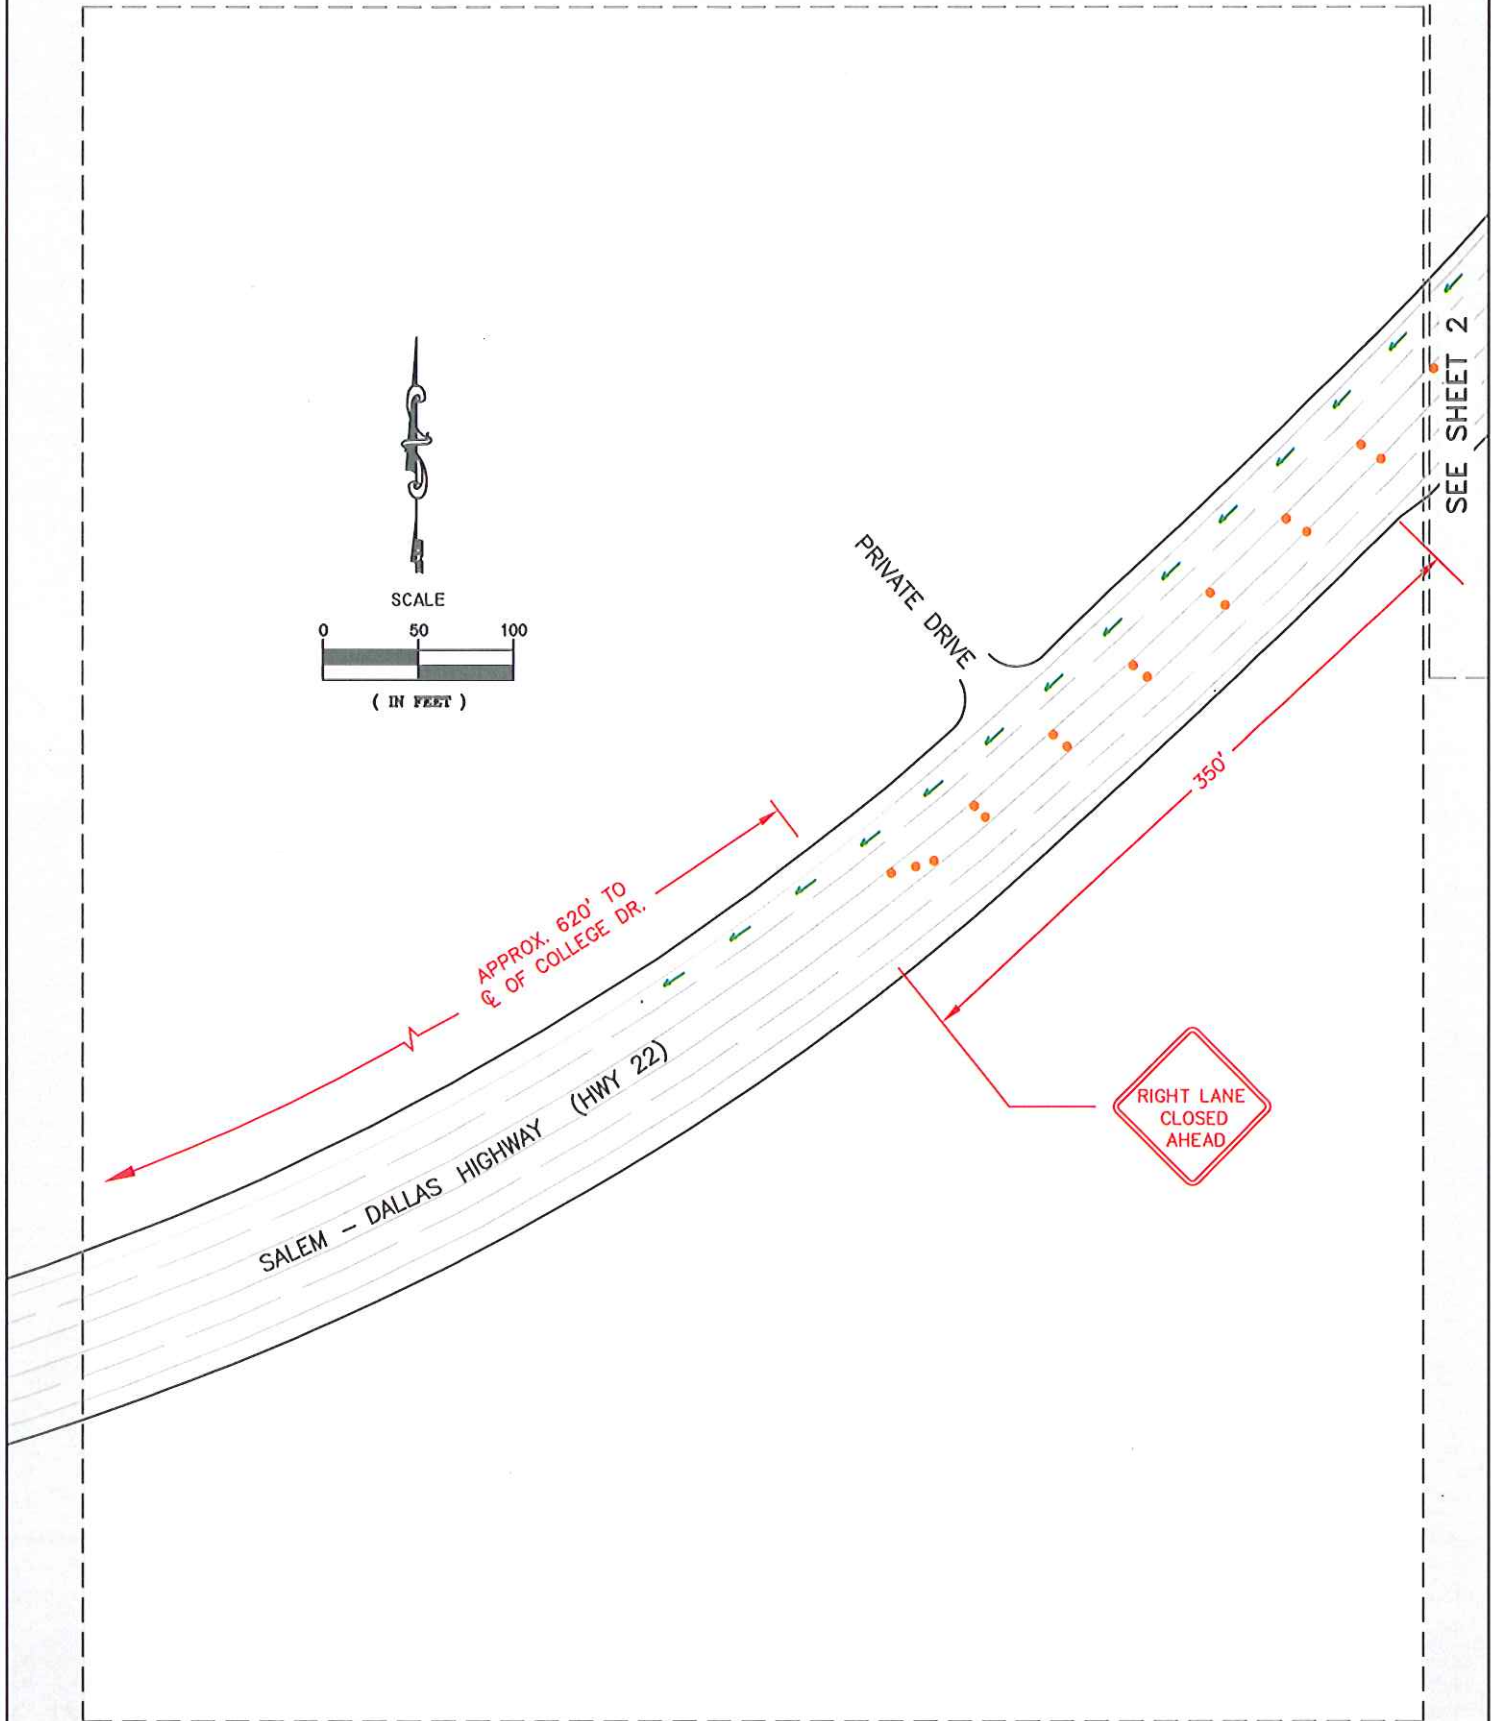 SEE SHEET 2
PRIVATE DRIVE
SCALE
0 50 100
( IN FEET )
350'
APPROX. 620' TO
℄ OF COLLEGE DR.
SALEM - DALLAS HIGHWAY (HWY 22)
RIGHT LANE
CLOSED
AHEAD